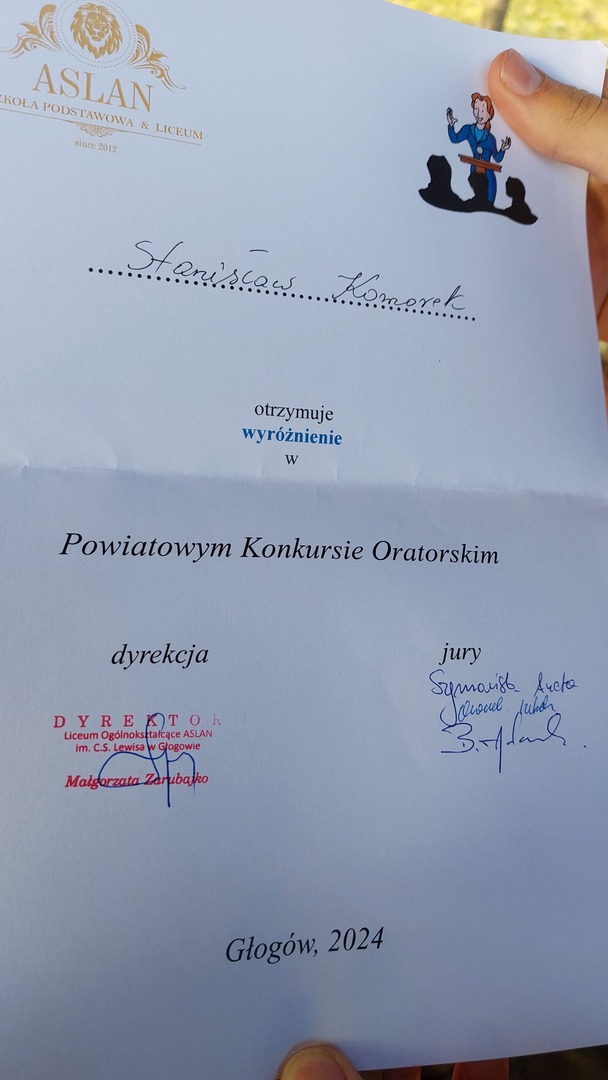 ASLAN
SZKOŁA PODSTAWOWA & LICEUM
since 2012
Stanisław Komorek
otrzymuje
wyróżnienie
w
Powiatowym Konkursie Oratorskim
dyrekcja
jury
DYREKTOR
Liceum Ogólnokształcące ASLAN
im. C.S. Lewisa w Głogowie
Małgorzata Zarubajko
Głogów, 2024